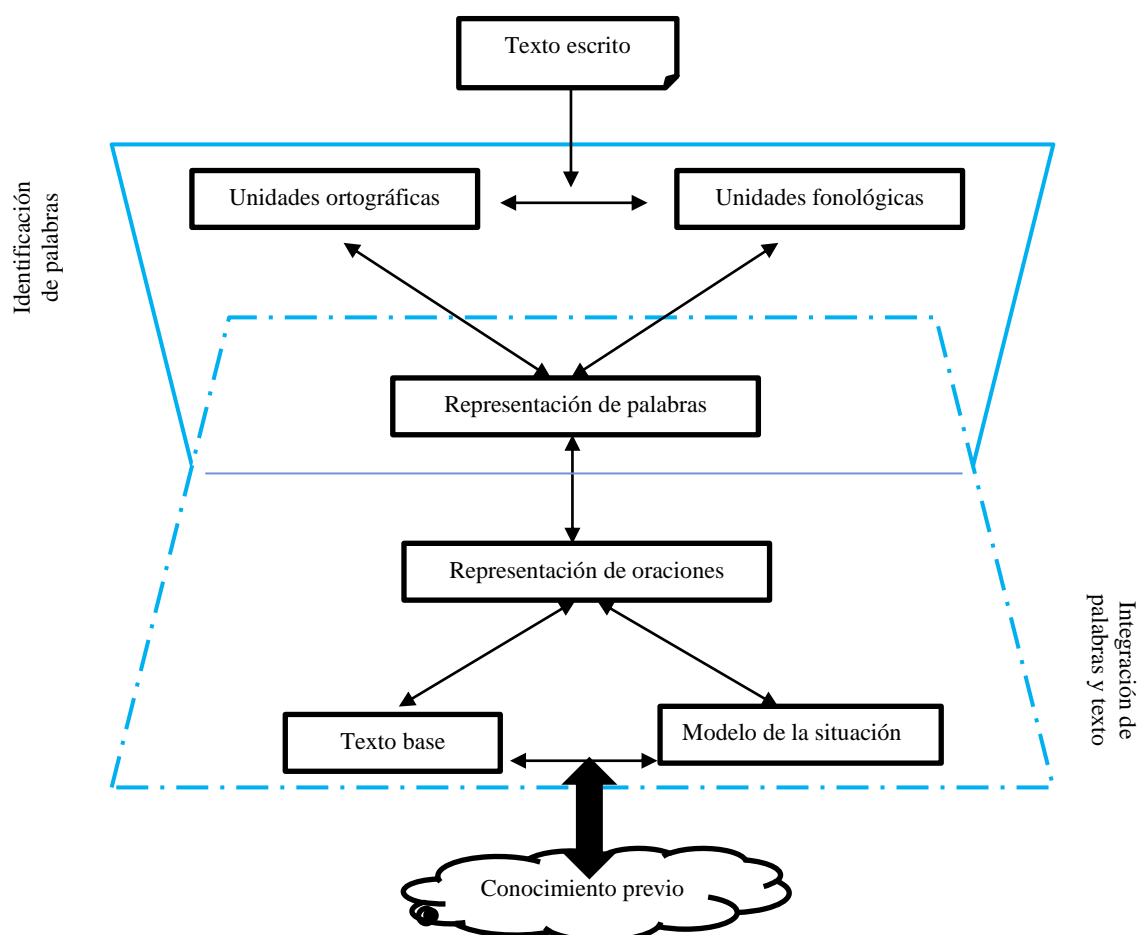 Texto escrito
Identificación
de palabras
Unidades ortográficas
Unidades fonológicas
Representación de palabras
Representación de oraciones
Integración de
palabras y texto
Texto base
Modelo de la situación
Conocimiento previo